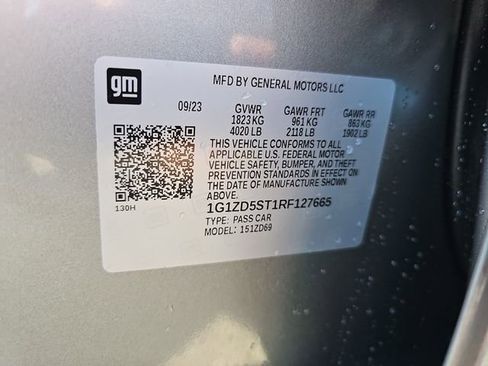 gm
MFD BY GENERAL MOTORS LLC
09/23 GVWR GAWR FRT GAWR RR
1823 KG 961 KG 863 KG
4020 LB 2118 LB 1902 LB
THIS VEHICLE CONFORMS TO ALL
APPLICABLE U.S. FEDERAL MOTOR
VEHICLE SAFETY, BUMPER, AND THEFT
PREVENTION STANDARDS IN EFFECT ON
THE DATE OF MANUFACTURE SHOWN
ABOVE.
130H
1G1ZD5ST1RF127665
TYPE: PASS CAR
MODEL: 151ZD69